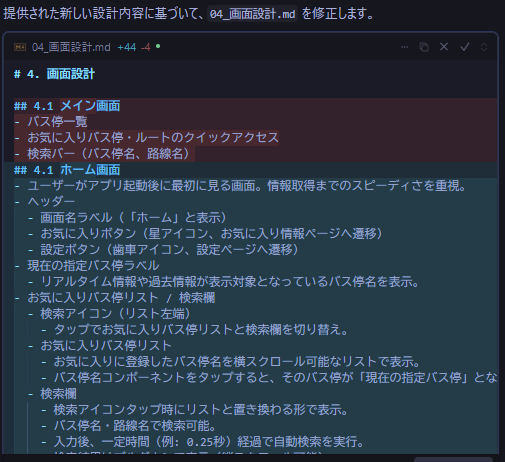 提供された新しい設計内容に基づいて、04_画面設計.md を修正します。
04_画面設計.md +44 -4
# 4. 画面設計
## 4.1 メイン画面
- バス停一覧
- お気に入りバス停・ルートのクイックアクセス
- 検索バー（バス停名、路線名）
## 4.1 ホーム画面
- ユーザーがアプリ起動後に最初に見る画面。情報取得までのスピーディさを重視。
- ヘッダー
- 画面名ラベル（「ホーム」と表示）
- お気に入りボタン（星アイコン、お気に入り情報ページへ遷移）
- 設定ボタン（歯車アイコン、設定ページへ遷移）
- 現在の指定バス停ラベル
- リアルタイム情報や過去情報が表示対象となっているバス停名を表示。
- お気に入りバス停リスト / 検索欄
- 検索アイコン（リスト左端）
- タップでお気に入りバス停リストと検索欄を切り替え。
- お気に入りバス停リスト
- お気に入りに登録したバス停名を横スクロール可能なリストで表示。
- バス停名コンポーネントをタップすると、そのバス停が「現在の指定バス停」とな
- 検索欄
- 検索アイコンタップ時にリストと置き換わる形で表示。
- バス停名・路線名で検索可能。
- 入力後、一定時間（例: 0.25秒）経過で自動検索を実行。